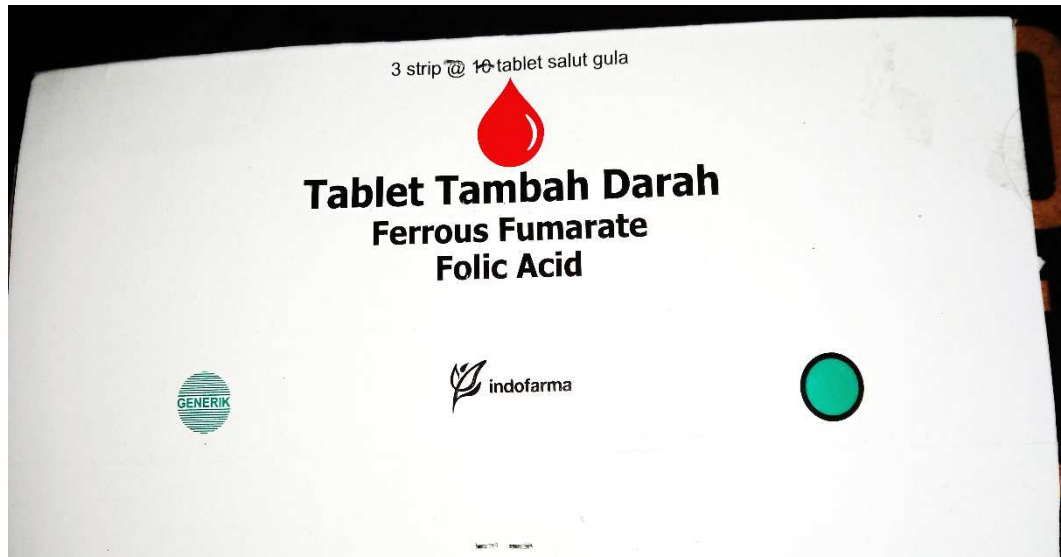 3 strip @ 10 tablet salut gula
Tablet Tambah Darah
Ferrous Fumarate
Folic Acid
GENERIK
indofarma